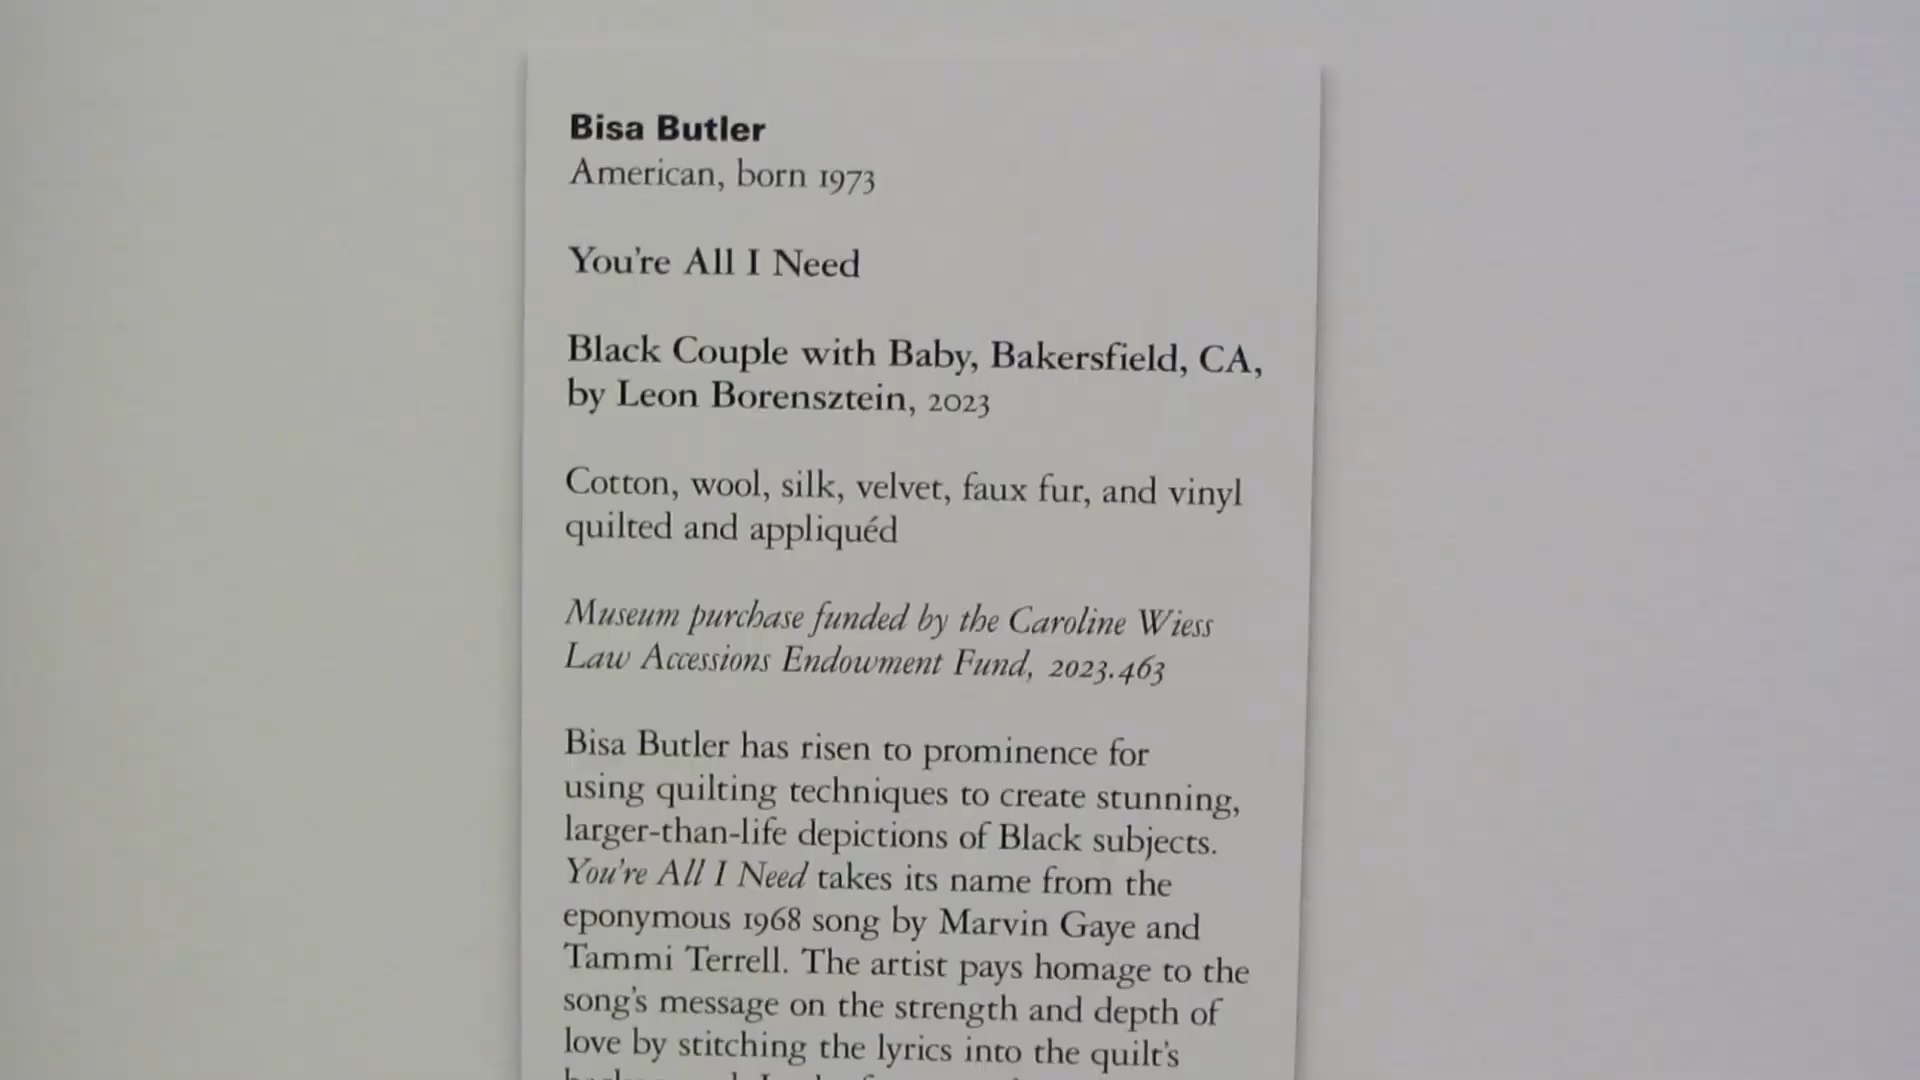 Bisa Butler
American, born 1973
You're All I Need
Black Couple with Baby, Bakersfield, CA,
by Leon Borensztein, 2023
Cotton, wool, silk, velvet, faux fur, and vinyl
quilted and appliquéd
Museum purchase funded by the Caroline Wiess
Law Accessions Endowment Fund, 2023.463
Bisa Butler has risen to prominence for
using quilting techniques to create stunning,
larger-than-life depictions of Black subjects.
You're All I Need takes its name from the
eponymous 1968 song by Marvin Gaye and
Tammi Terrell. The artist pays homage to the
song's message on the strength and depth of
love by stitching the lyrics into the quilt's